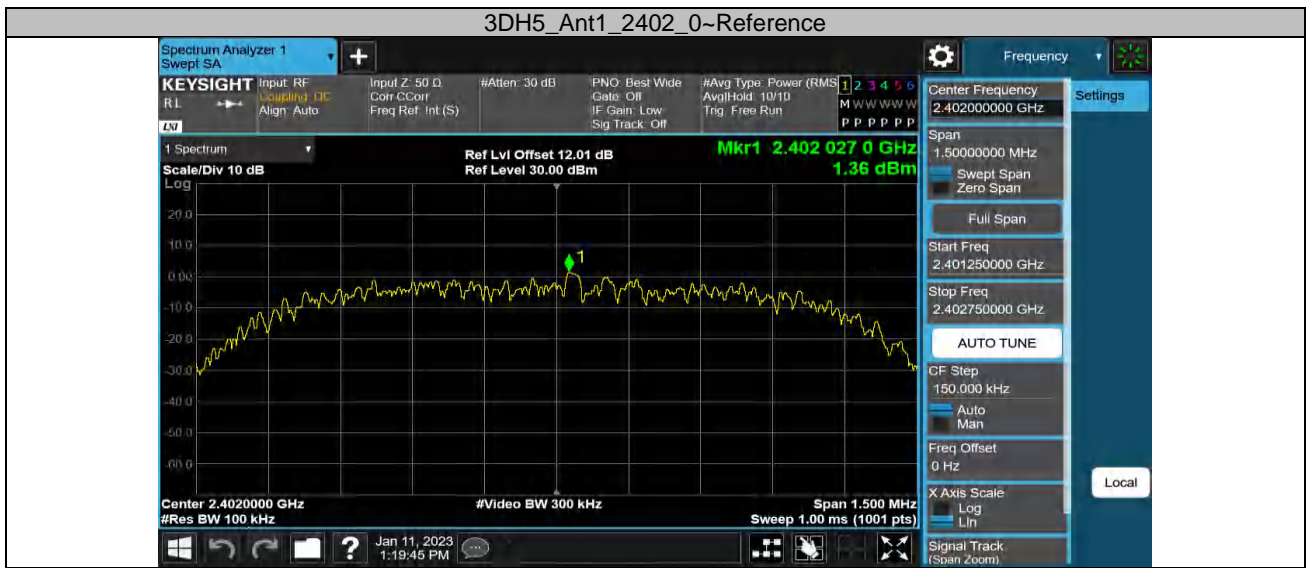 3DH5_Ant1_2402_0~Reference
Spectrum Analyzer 1
Swept SA
Frequency
KEYSIGHT
RL
LXI
Input: RF
Coupling: DC
Align: Auto
Input Z: 50 Ω
Corr CCorr
Freq Ref: Int (S)
#Atten: 30 dB
PNO: Best Wide
Gate: Off
IF Gain: Low
Sig Track: Off
#Avg Type: Power (RMS
Avg|Hold: 10/10
Trig: Free Run
1 2 3 4 5 6
M W W W W W
P P P P P P
1 Spectrum
Scale/Div 10 dB
Log
Ref Lvl Offset 12.01 dB
Ref Level 30.00 dBm
Mkr1 2.402 027 0 GHz
1.36 dBm
1
20.0
10.0
0.00
-10.0
-20.0
-30.0
-40.0
-50.0
-60.0
Center 2.4020000 GHz
#Res BW 100 kHz
#Video BW 300 kHz
Span 1.500 MHz
Sweep 1.00 ms (1001 pts)
Jan 11, 2023
1:19:45 PM
Center Frequency
2.402000000 GHz
Settings
Span
1.50000000 MHz
Swept Span
Zero Span
Full Span
Start Freq
2.401250000 GHz
Stop Freq
2.402750000 GHz
AUTO TUNE
CF Step
150.000 kHz
Auto
Man
Freq Offset
0 Hz
X Axis Scale
Log
Lin
Local
Signal Track
(Span Zoom)